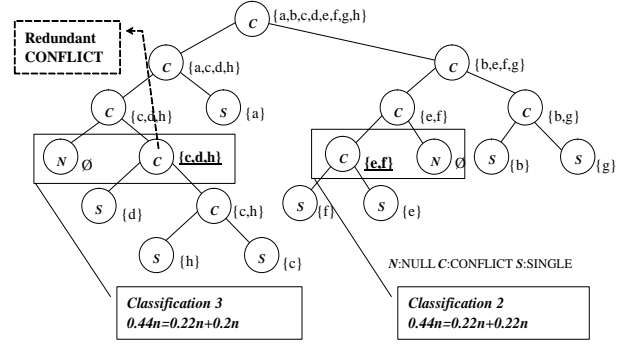 C {a,b,c,d,e,f,g,h}
Redundant
CONFLICT
C {a,c,d,h}
C {b,e,f,g}
C {c,d,h}
S {a}
C {e,f}
C {b,g}
N Ø
C {c,d,h}
C {e,f}
N Ø
S {b}
S {g}
S {d}
C {c,h}
S {f}
S {e}
S {h}
S {c}
N:NULL C:CONFLICT S:SINGLE
Classification 3
0.44n=0.22n+0.2n
Classification 2
0.44n=0.22n+0.22n